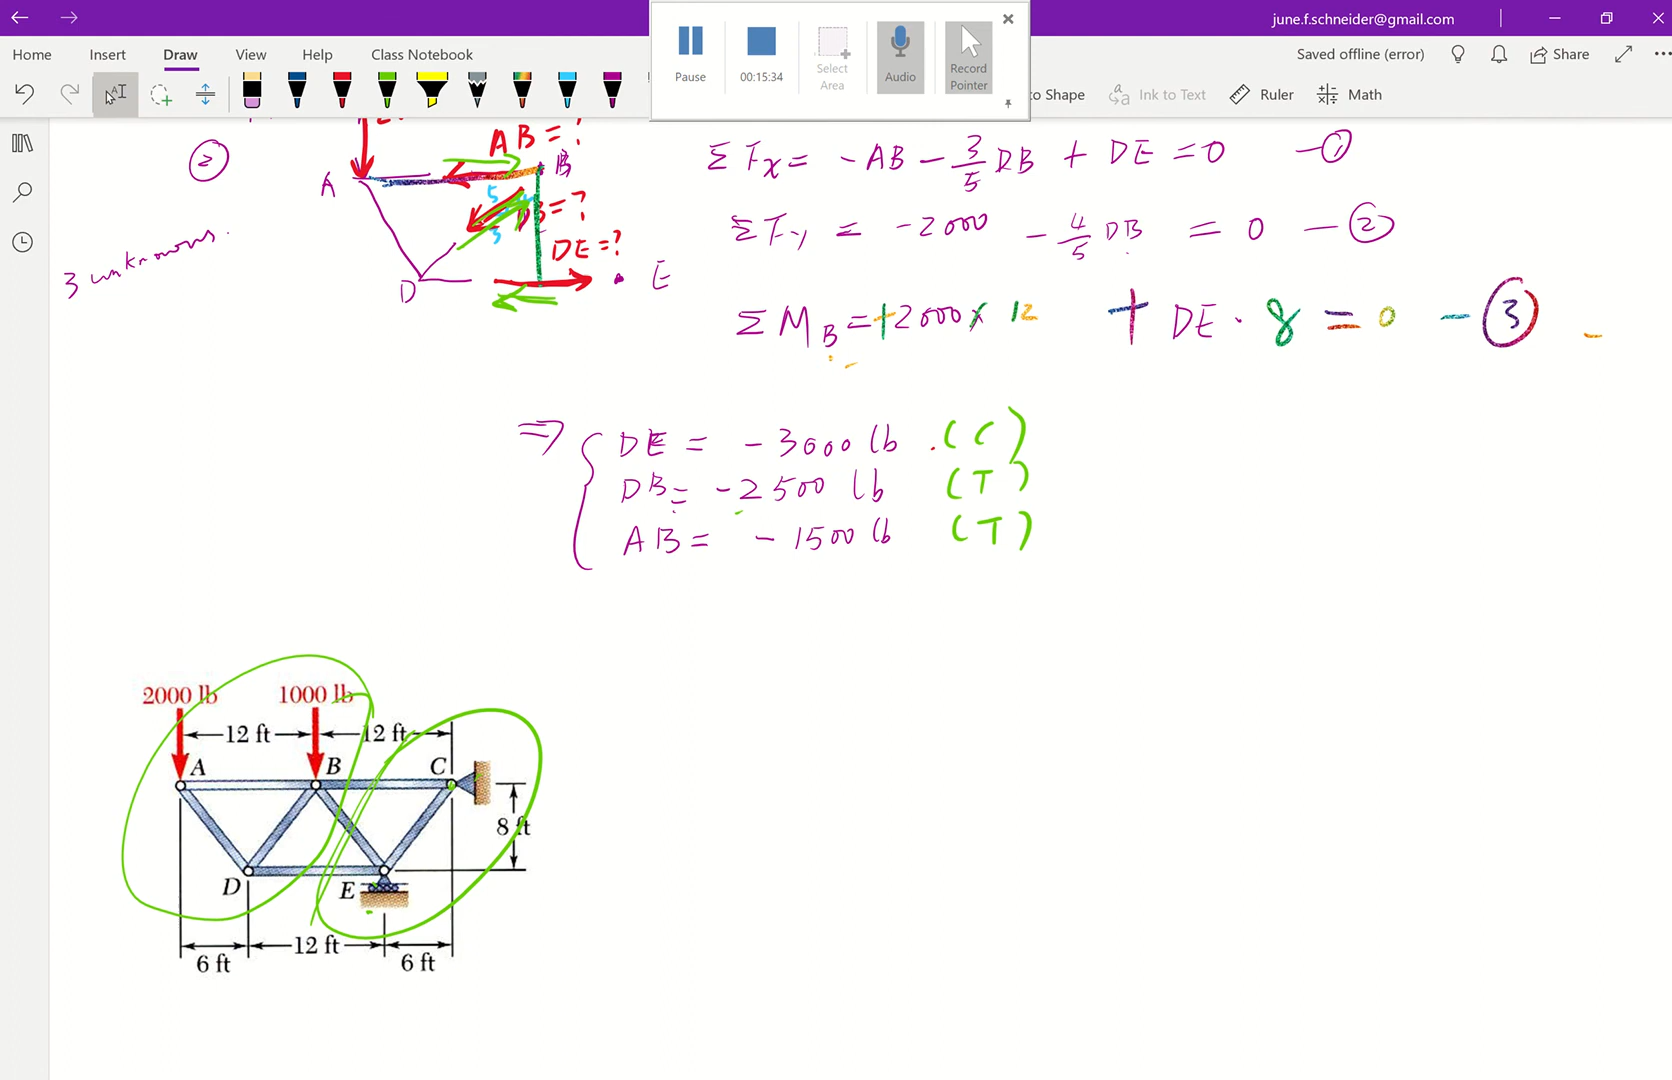 june.f.schneider@gmail.com
Home Insert Draw View Help Class Notebook
Pause 00:15:34 Select Area Audio Record Pointer
Saved offline (error) Share
to Shape Ink to Text Ruler Math
②
AB = ?
A B
5
DB = ?
3
DE = ?
D E
3 unknowns.
ΣFx = -AB - 3/5 DB + DE = 0 -①
ΣFy = -2000 - 4/5 DB = 0 -②
ΣM_B = +2000 × 12 + DE · 8 = 0 -③
⇒ { DE = -3000 lb (C)
DB = -2500 lb (T)
AB = -1500 lb (T)
2000 lb 1000 lb
12 ft 12 ft
A B C
8 ft
D E
12 ft
6 ft 6 ft